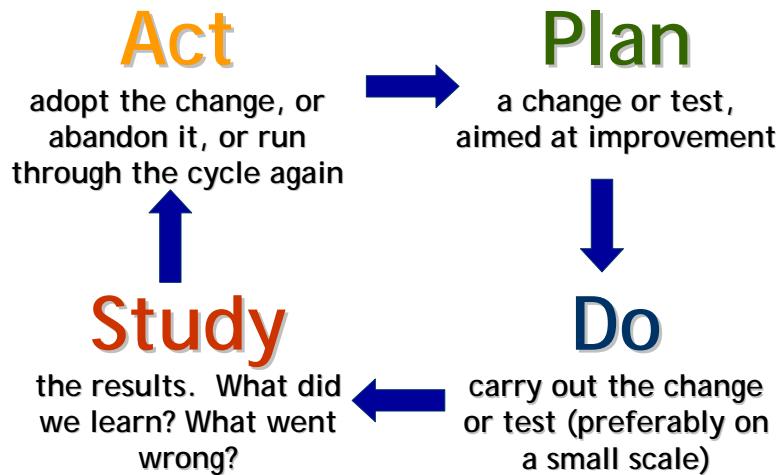 Act
adopt the change, or
abandon it, or run
through the cycle again
Plan
a change or test,
aimed at improvement
Do
carry out the change
or test (preferably on
a small scale)
Study
the results.  What did
we learn? What went
wrong?